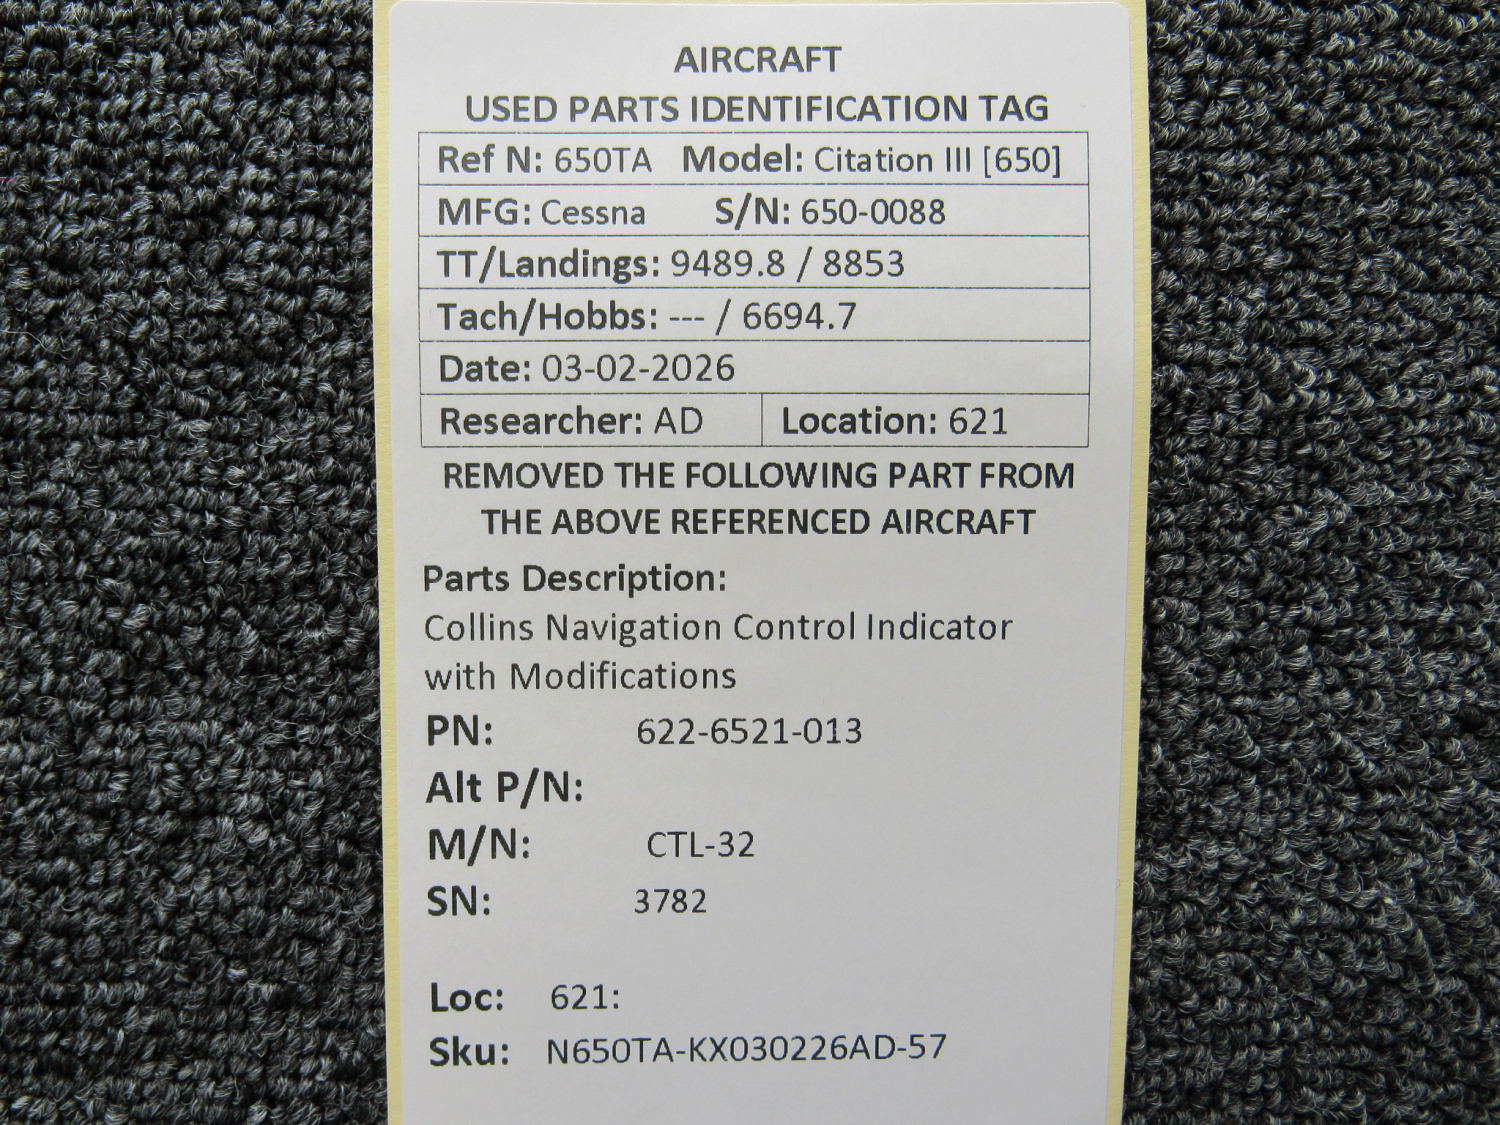 AIRCRAFT
USED PARTS IDENTIFICATION TAG
Ref N: 650TA Model: Citation III [650]
MFG: Cessna S/N: 650-0088
TT/Landings: 9489.8 / 8853
Tach/Hobbs: --- / 6694.7
Date: 03-02-2026
Researcher: AD Location: 621
REMOVED THE FOLLOWING PART FROM
THE ABOVE REFERENCED AIRCRAFT
Parts Description:
Collins Navigation Control Indicator
with Modifications
PN: 622-6521-013
Alt P/N:
M/N: CTL-32
SN: 3782
Loc: 621:
Sku: N650TA-KX030226AD-57